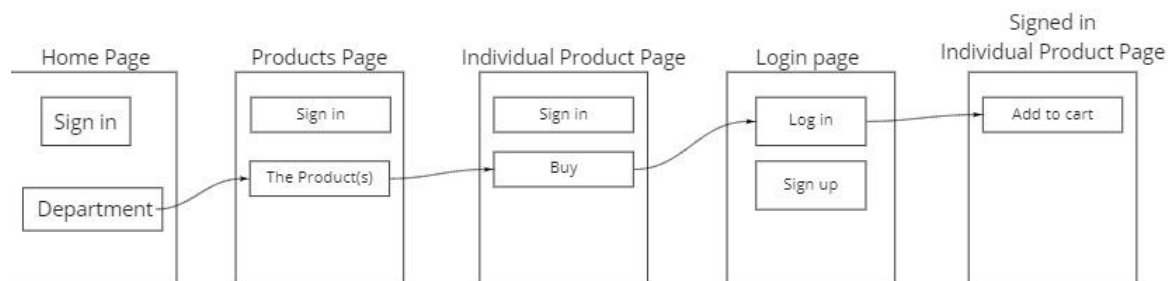 Home Page
Sign in
Department
Products Page
Sign in
The Product(s)
Individual Product Page
Sign in
Buy
Login page
Log in
Sign up
Signed in
Individual Product Page
Add to cart